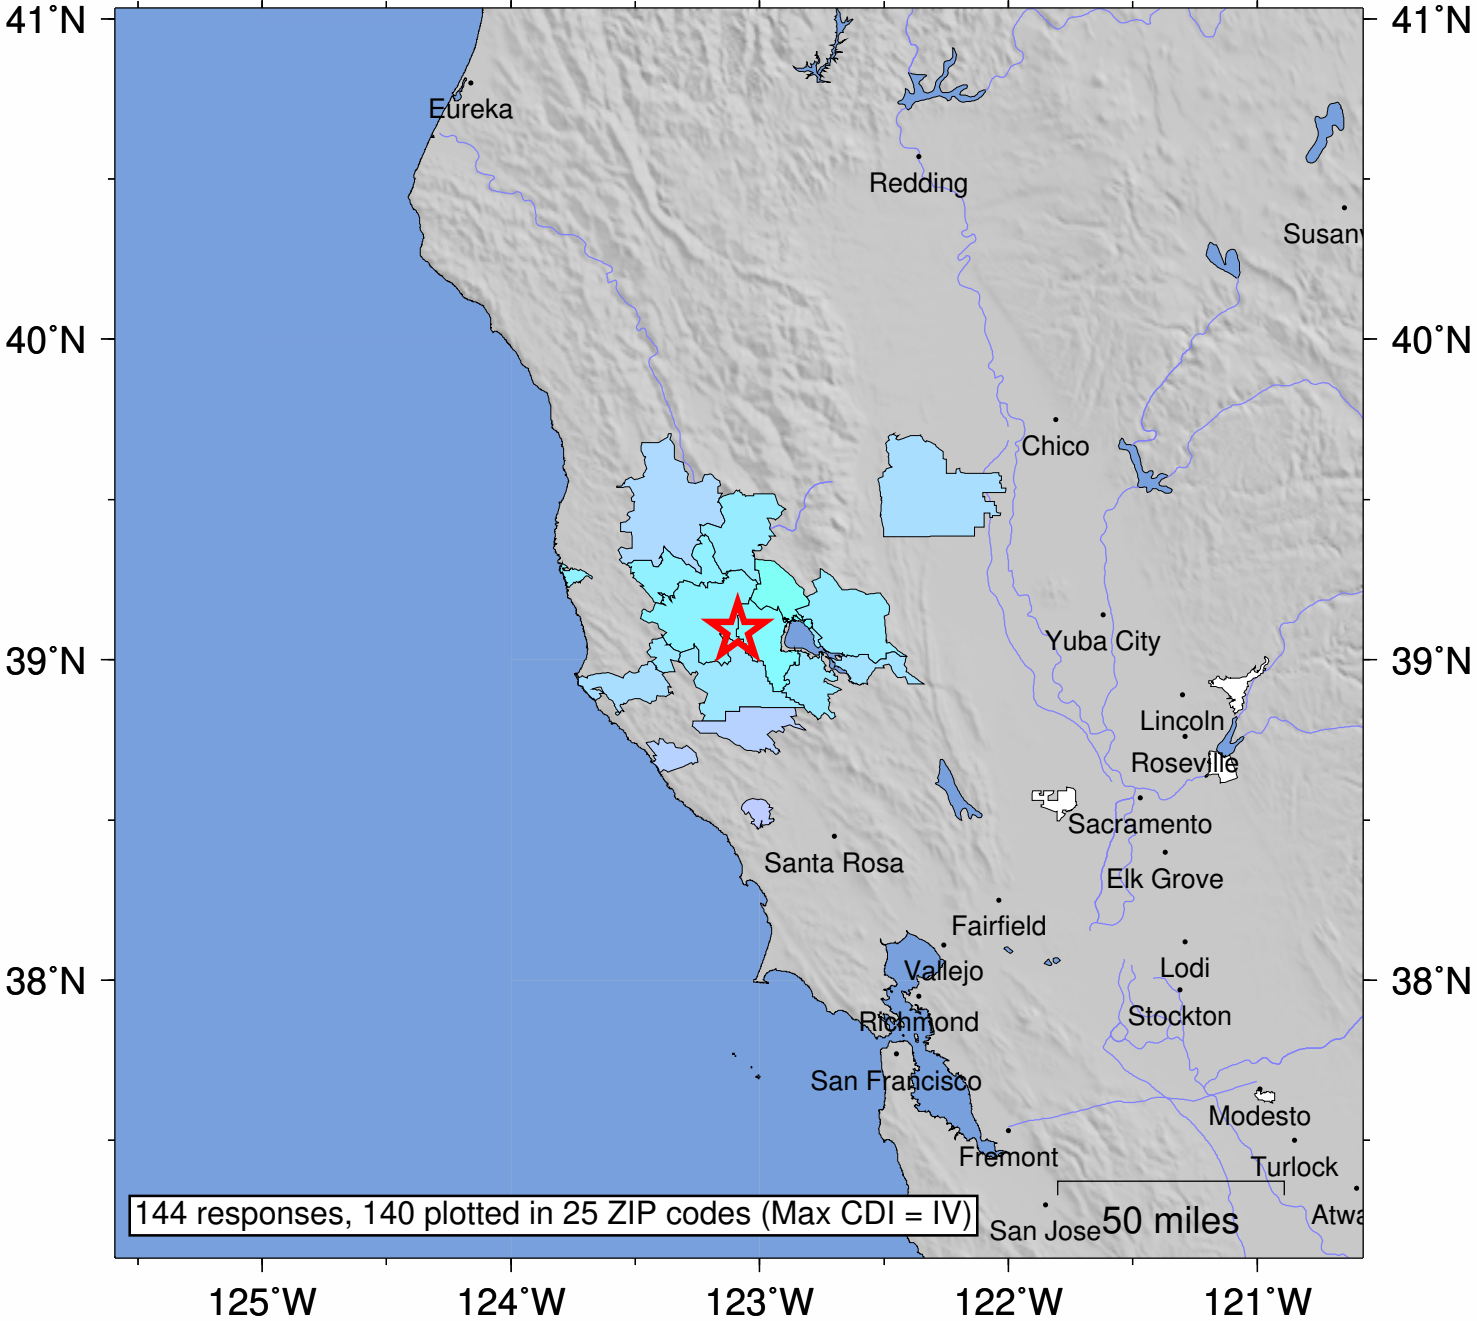 41°N
41°N
Eureka
Redding
Susanv
40°N
40°N
Chico
Yuba City
39°N
39°N
Lincoln
Roseville
Sacramento
Santa Rosa
Elk Grove
Fairfield
Vallejo
Lodi
38°N
38°N
Stockton
Richmond
San Francisco
Modesto
Fremont
Turlock
144 responses, 140 plotted in 25 ZIP codes (Max CDI = IV)
San Jose
50 miles
Atwa
125°W
124°W
123°W
122°W
121°W